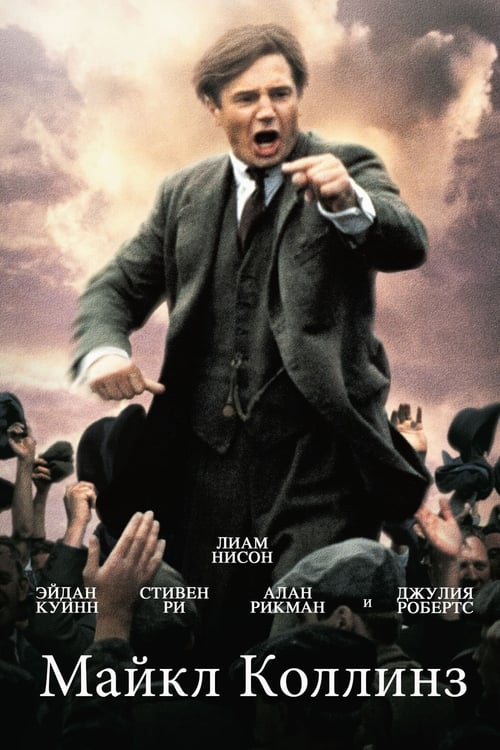 ЛИАМ
НИСОН
ЭЙДАН
КУИНН
СТИВЕН
РИ
АЛАН
РИКМАН
и
ДЖУЛИЯ
РОБЕРТС
Майкл Коллинз